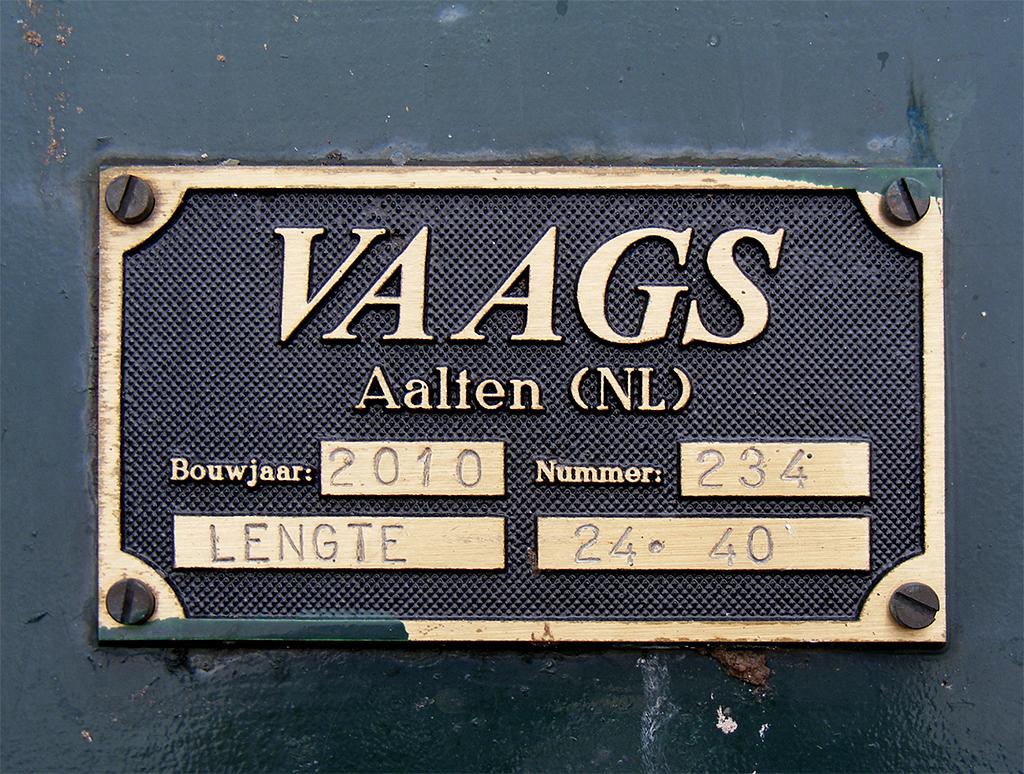 VAAGS
Aalten (NL)
Bouwjaar: 2010 Nummer: 234
LENGTE 24. 40